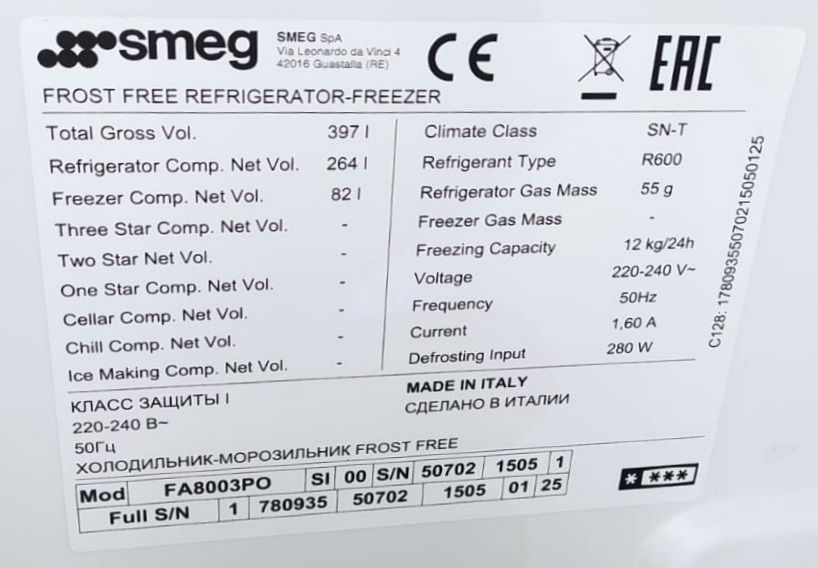 smeg
SMEG SpA
Via Leonardo da Vinci 4
42016 Guastalla (RE)
CE
EAC
FROST FREE REFRIGERATOR-FREEZER
Total Gross Vol. 397 l
Refrigerator Comp. Net Vol. 264 l
Freezer Comp. Net Vol. 82 l
Three Star Comp. Net Vol. -
Two Star Net Vol. -
One Star Comp. Net Vol. -
Cellar Comp. Net Vol. -
Chill Comp. Net Vol. -
Ice Making Comp. Net Vol. -
Climate Class SN-T
Refrigerant Type R600
Refrigerator Gas Mass 55 g
Freezer Gas Mass -
Freezing Capacity 12 kg/24h
Voltage 220-240 V~
Frequency 50Hz
Current 1,60 A
Defrosting Input 280 W
C128: 17809355070215050125
КЛАСС ЗАЩИТЫ I
220-240 В~
50Гц
ХОЛОДИЛЬНИК-МОРОЗИЛЬНИК FROST FREE
MADE IN ITALY
СДЕЛАНО В ИТАЛИИ
Mod FA8003PO SI 00 S/N 50702 1505 1
Full S/N 1 780935 50702 1505 01 25
* ***